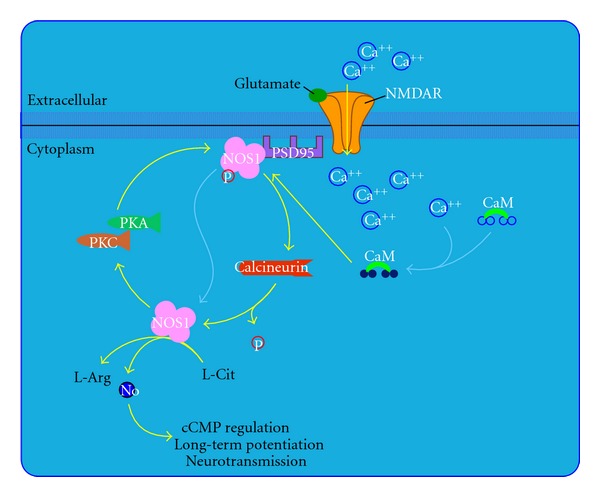 Ca++
Ca++
Ca++
Glutamate
NMDAR
Extracellular
Cytoplasm
NOS1
PSD95
P
Ca++
Ca++
Ca++
Ca++
Ca++
CaM
PKA
PKC
CaM
Calcineurin
NOS1
P
L-Arg
No
L-Cit
cCMP regulation
Long-term potentiation
Neurotransmission